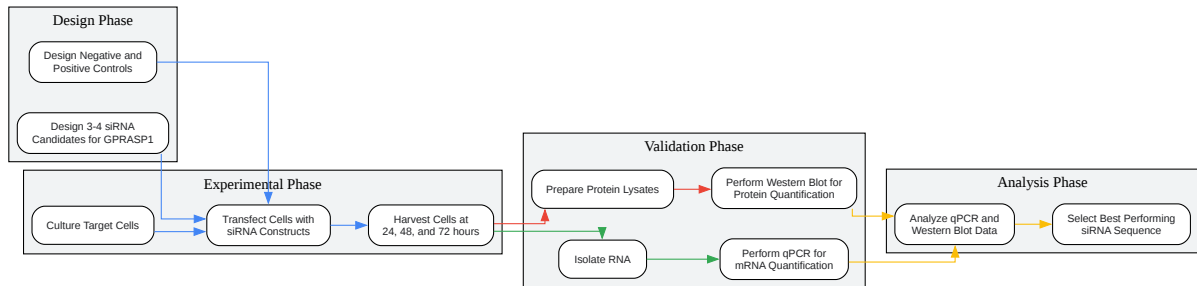 Design Phase
Design Negative and
Positive Controls
Design 3-4 siRNA
Candidates for GPRASP1
Experimental Phase
Culture Target Cells
Transfect Cells with
siRNA Constructs
Harvest Cells at
24, 48, and 72 hours
Validation Phase
Prepare Protein Lysates
Perform Western Blot for
Protein Quantification
Isolate RNA
Perform qPCR for
mRNA Quantification
Analysis Phase
Analyze qPCR and
Western Blot Data
Select Best Performing
siRNA Sequence